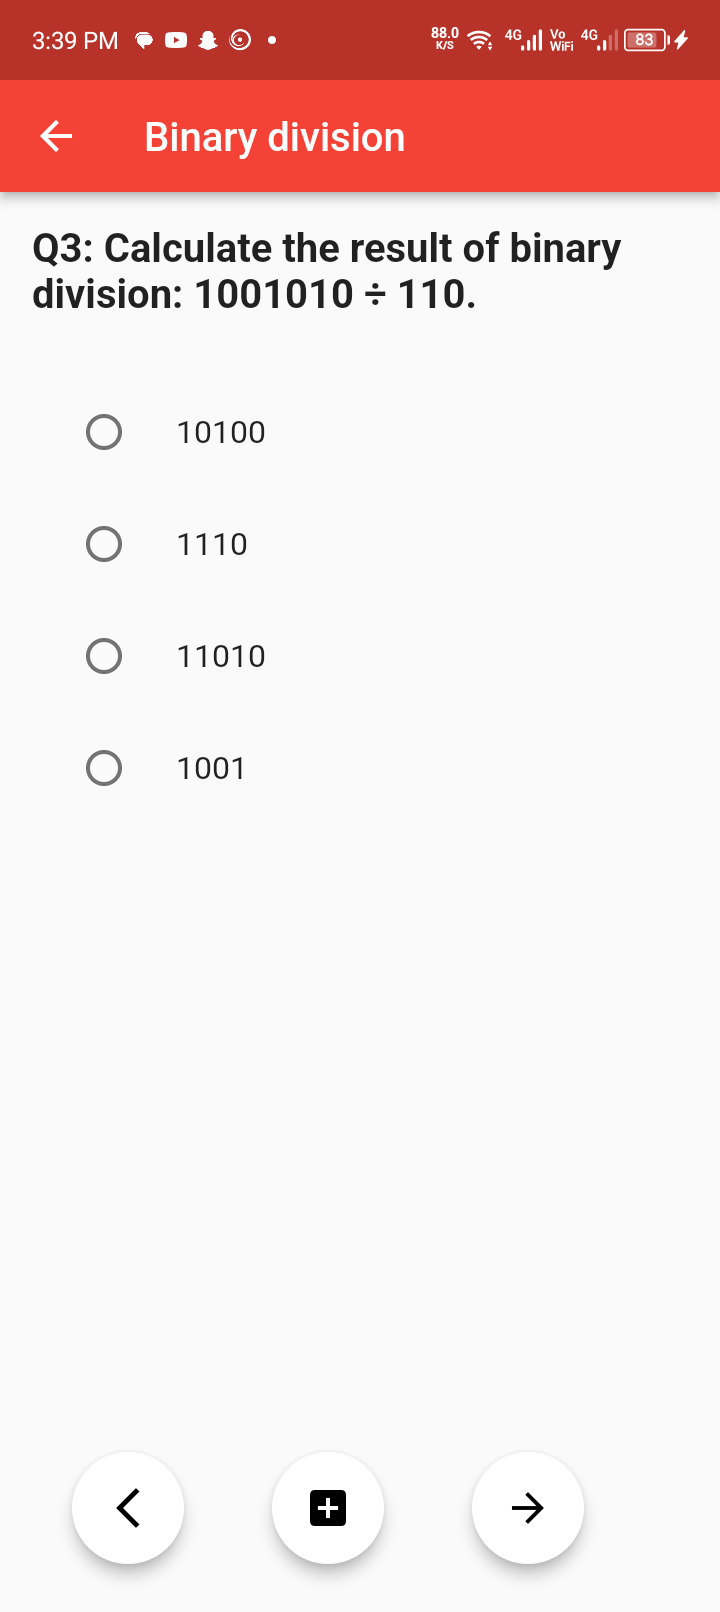 3:39 PM 88.0 K/S 4G Vo WiFi 4G 83
Binary division
Q3: Calculate the result of binary
division: 1001010 ÷ 110.
10100
1110
11010
1001